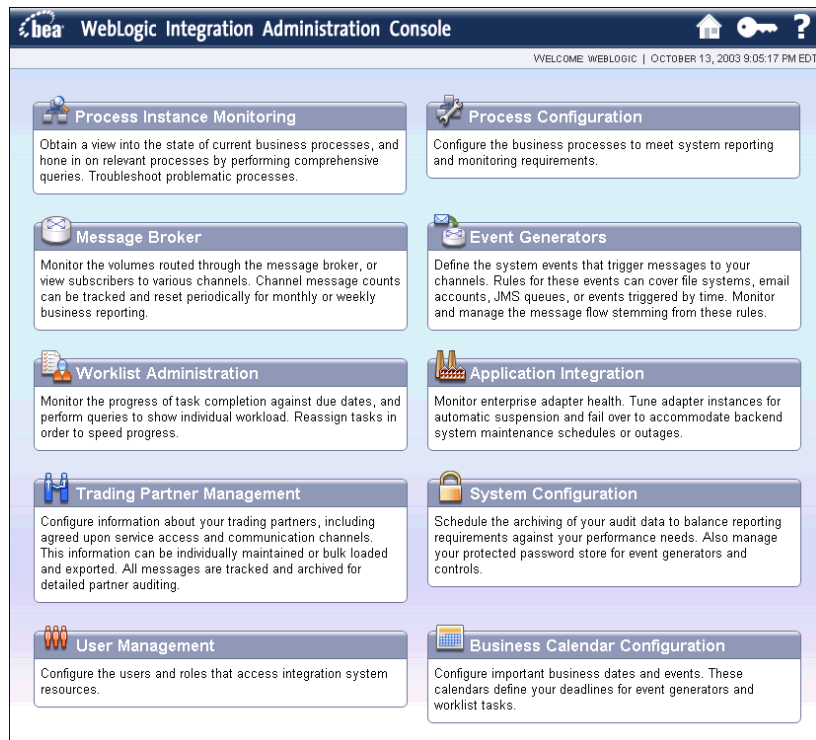 bea WebLogic Integration Administration Console ?
WELCOME WEBLOGIC | OCTOBER 13, 2003 9:05:17 PM EDT
Process Instance Monitoring
Obtain a view into the state of current business processes, and
hone in on relevant processes by performing comprehensive
queries. Troubleshoot problematic processes.
Process Configuration
Configure the business processes to meet system reporting
and monitoring requirements.
Message Broker
Monitor the volumes routed through the message broker, or
view subscribers to various channels. Channel message counts
can be tracked and reset periodically for monthly or weekly
business reporting.
Event Generators
Define the system events that trigger messages to your
channels. Rules for these events can cover file systems, email
accounts, JMS queues, or events triggered by time. Monitor
and manage the message flow stemming from these rules.
Worklist Administration
Monitor the progress of task completion against due dates, and
perform queries to show individual workload. Reassign tasks in
order to speed progress.
Application Integration
Monitor enterprise adapter health. Tune adapter instances for
automatic suspension and fail over to accommodate backend
system maintenance schedules or outages.
Trading Partner Management
Configure information about your trading partners, including
agreed upon service access and communication channels.
This information can be individually maintained or bulk loaded
and exported. All messages are tracked and archived for
detailed partner auditing.
System Configuration
Schedule the archiving of your audit data to balance reporting
requirements against your performance needs. Also manage
your protected password store for event generators and
controls.
User Management
Configure the users and roles that access integration system
resources.
Business Calendar Configuration
Configure important business dates and events. These
calendars define your deadlines for event generators and
worklist tasks.